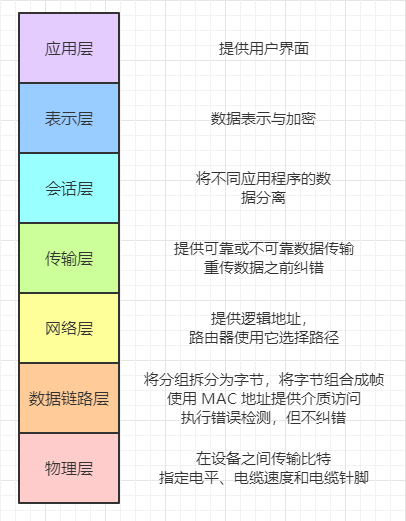 应用层
提供用户界面
表示层
数据表示与加密
会话层
将不同应用程序的数
据分离
传输层
提供可靠或不可靠数据传输
重传数据之前纠错
网络层
提供逻辑地址，
路由器使用它选择路径
数据链路层
将分组拆分为字节，将字节组合成帧
使用 MAC 地址提供介质访问
执行错误检测，但不纠错
物理层
在设备之间传输比特
指定电平、电缆速度和电缆针脚